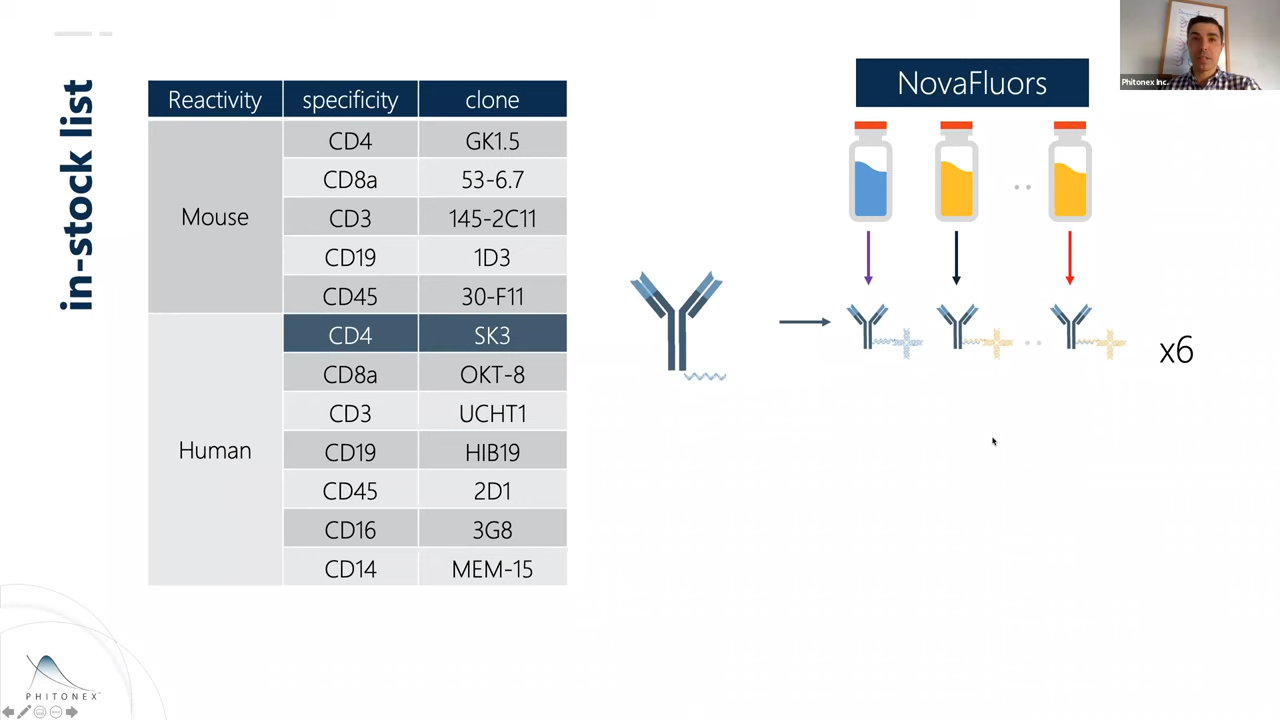 in-stock list
Reactivity specificity clone
Mouse
CD4 GK1.5
CD8a 53-6.7
CD3 145-2C11
CD19 1D3
CD45 30-F11
Human
CD4 SK3
CD8a OKT-8
CD3 UCHT1
CD19 HIB19
CD45 2D1
CD16 3G8
CD14 MEM-15
NovaFluors
x6
Phitonex Inc.
PHITONEX